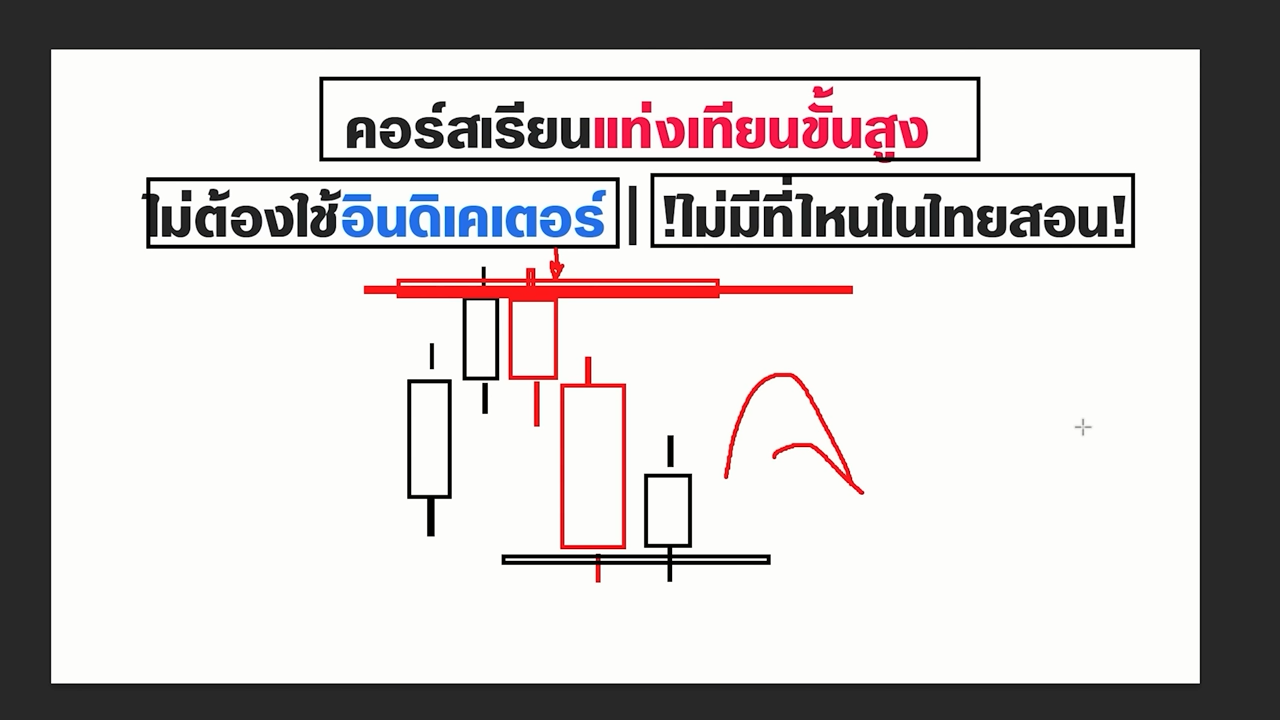 คอร์สเรียนแท่งเทียนขั้นสูง
ไม่ต้องใช้อินดิเคเตอร์ | !ไม่มีที่ไหนในไทยสอน!